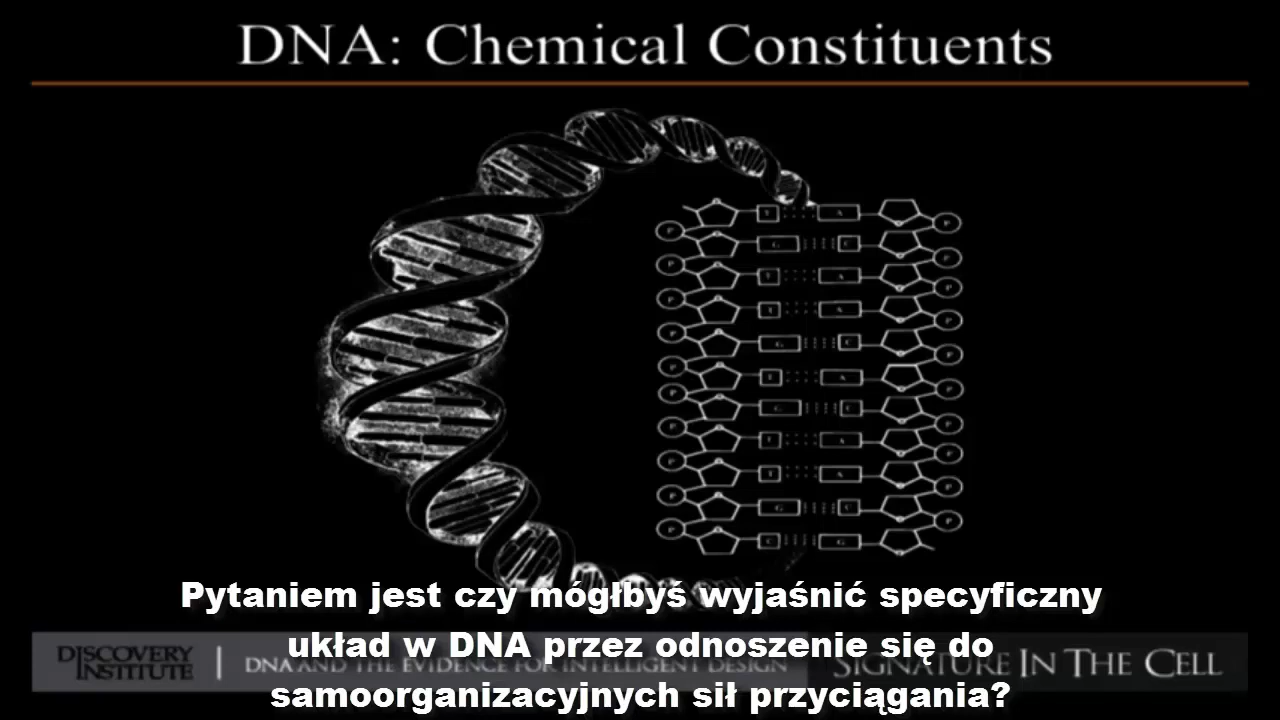 DNA: Chemical Constituents
T A
G C
T A
T A
G C
T A
G C
T A
T A
G C
C G
Pytaniem jest czy mógłbyś wyjaśnić specyficzny
układ w DNA przez odnoszenie się do
samoorganizacyjnych sił przyciągania?
DISCOVERY INSTITUTE | DNA AND THE EVIDENCE FOR INTELLIGENT DESIGN SIGNATURE IN THE CELL